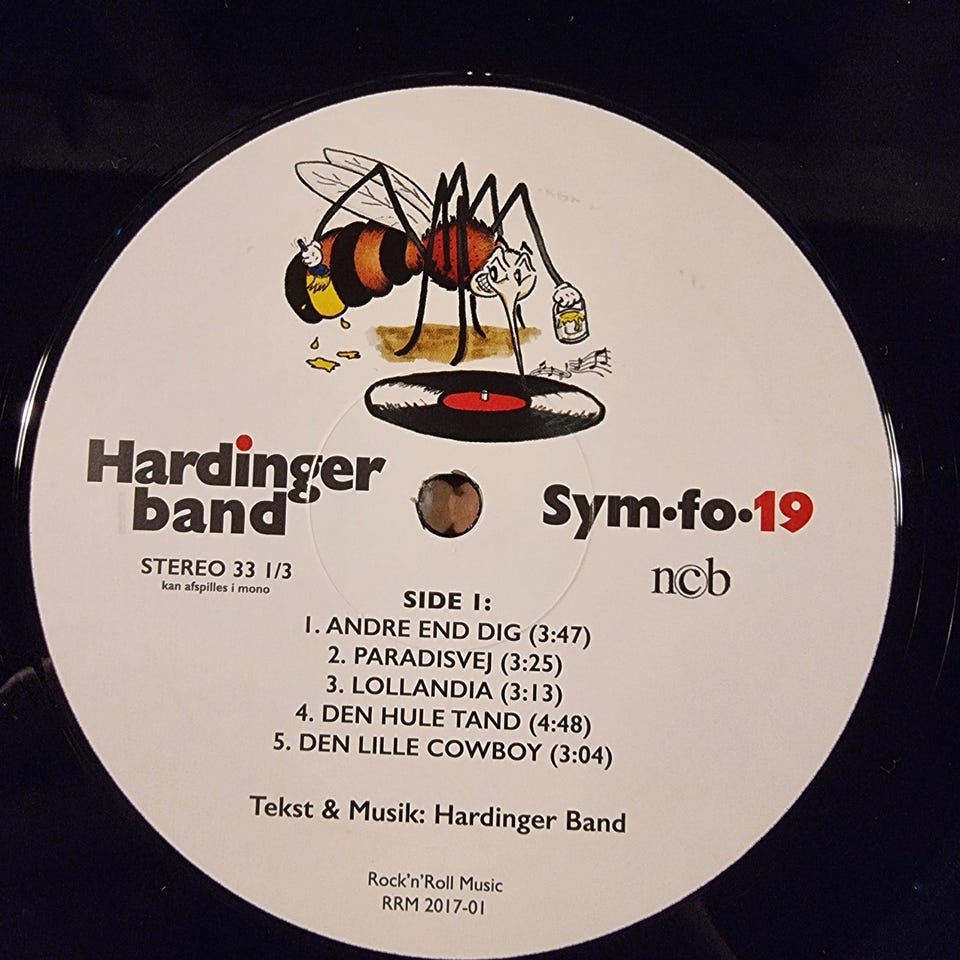 Hardinger
band
STEREO 33 1/3
kan afspilles i mono
Sym•fo•19
n©b
SIDE 1:
1. ANDRE END DIG (3:47)
2. PARADISVEJ (3:25)
3. LOLLANDIA (3:13)
4. DEN HULE TAND (4:48)
5. DEN LILLE COWBOY (3:04)
Tekst & Musik: Hardinger Band
Rock'n'Roll Music
RRM 2017-01